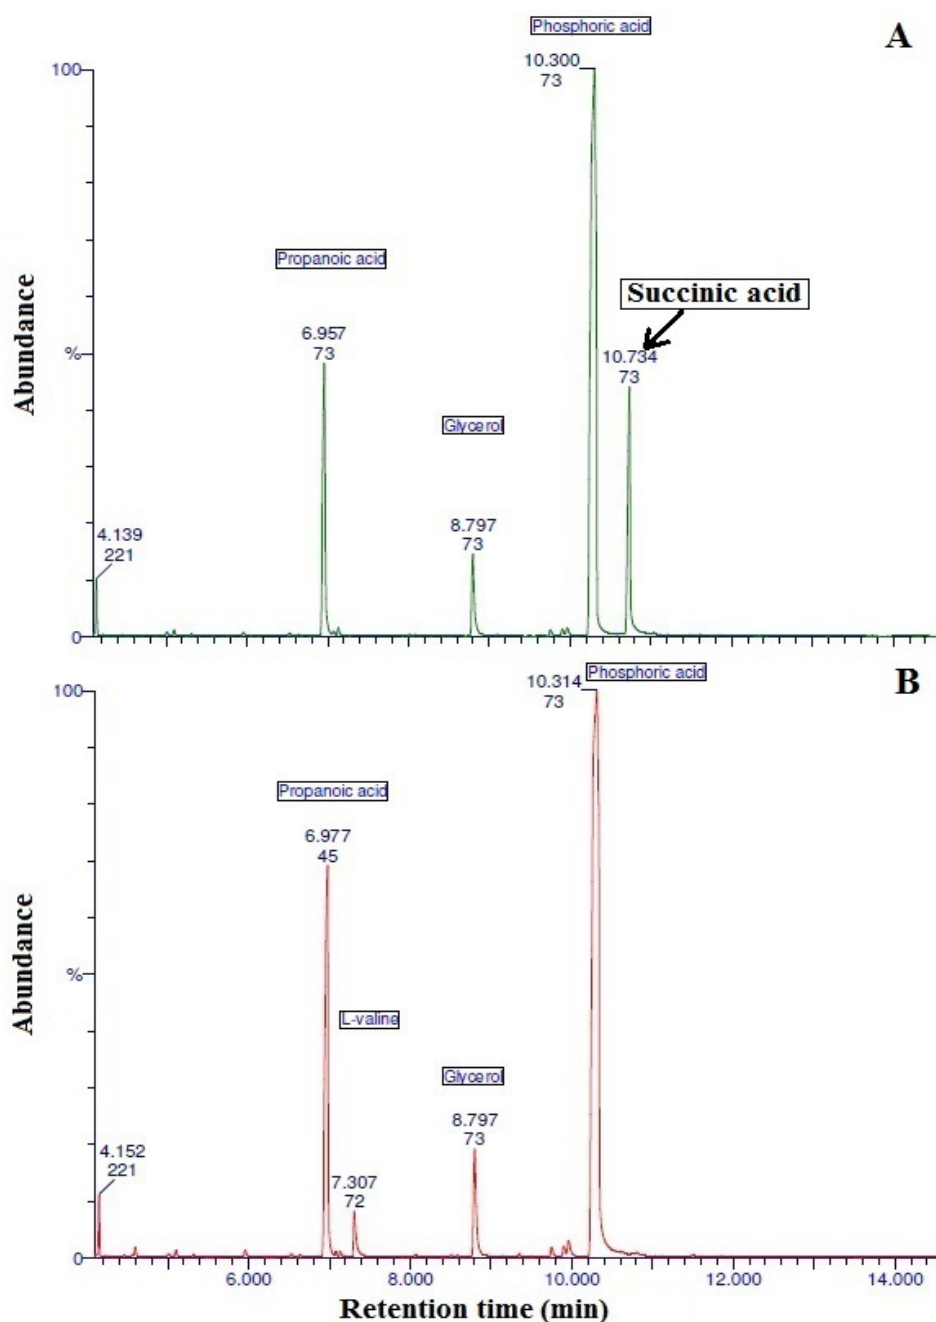 Phosphoric acid
A
10.300
73
100
Propanoic acid
Succinic acid
6.957
73
10.734
73
%
Glycerol
Abundance
8.797
73
4.139
221
0
Phosphoric acid
B
10.314
73
100
Propanoic acid
6.977
45
%
L-valine
Glycerol
Abundance
8.797
73
4.152
221
7.307
72
0
6.000 8.000 10.000 12.000 14.000
Retention time (min)